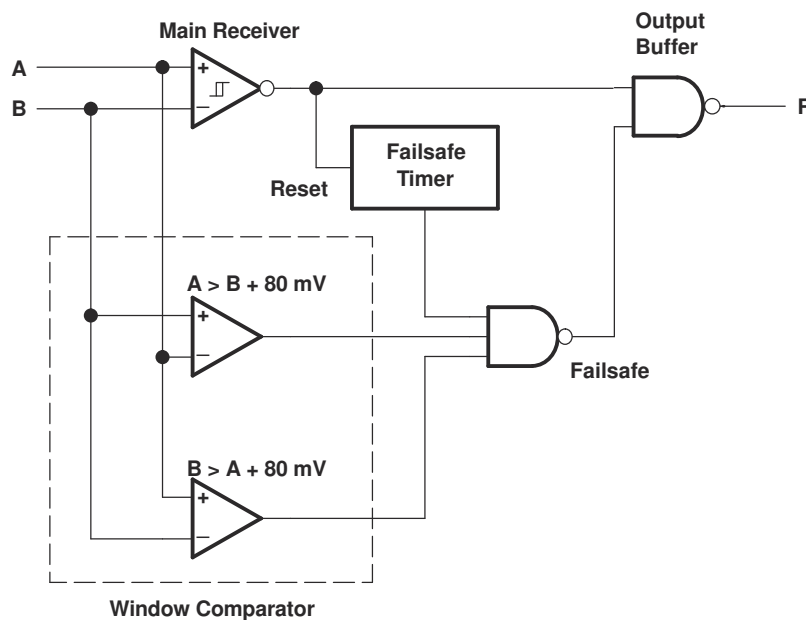 Output
Buffer
Main Receiver
A
+
B
−
R
Failsafe
Timer
Reset
A > B + 80 mV
+
−
Failsafe
B > A + 80 mV
+
−
Window Comparator